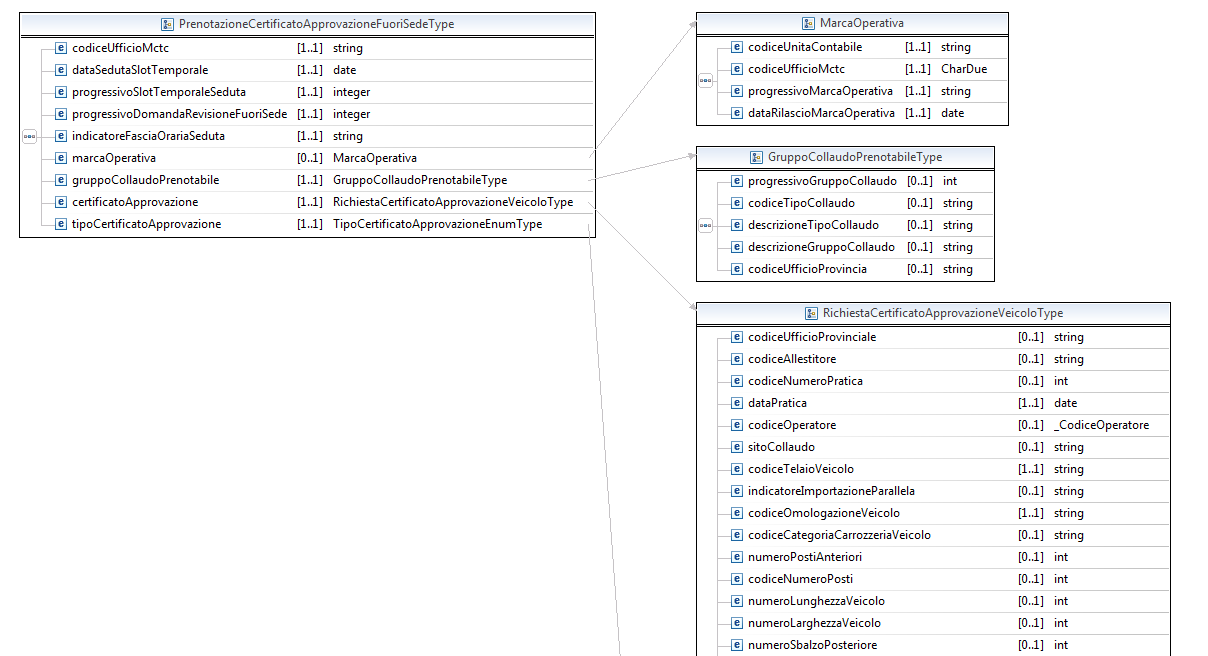 PrenotazioneCertificatoApprovazioneFuoriSedeType
e codiceUfficioMctc [1..1] string
e dataSedutaSlotTemporale [1..1] date
e progressivoSlotTemporaleSeduta [1..1] integer
e progressivoDomandaRevisioneFuoriSede [1..1] integer
e indicatoreFasciaOrariaSeduta [1..1] string
e marcaOperativa [0..1] MarcaOperativa
e gruppoCollaudoPrenotabile [1..1] GruppoCollaudoPrenotabileType
e certificatoApprovazione [1..1] RichiestaCertificatoApprovazioneVeicoloType
e tipoCertificatoApprovazione [1..1] TipoCertificatoApprovazioneEnumType
MarcaOperativa
e codiceUnitaContabile [1..1] string
e codiceUfficioMctc [1..1] CharDue
e progressivoMarcaOperativa [1..1] string
e dataRilascioMarcaOperativa [1..1] date
GruppoCollaudoPrenotabileType
e progressivoGruppoCollaudo [0..1] int
e codiceTipoCollaudo [0..1] string
e descrizioneTipoCollaudo [0..1] string
e descrizioneGruppoCollaudo [0..1] string
e codiceUfficioProvincia [0..1] string
RichiestaCertificatoApprovazioneVeicoloType
e codiceUfficioProvinciale [0..1] string
e codiceAllestitore [0..1] string
e codiceNumeroPratica [0..1] int
e dataPratica [1..1] date
e codiceOperatore [0..1] _CodiceOperatore
e sitoCollaudo [0..1] string
e codiceTelaioVeicolo [1..1] string
e indicatoreImportazioneParallela [0..1] string
e codiceOmologazioneVeicolo [1..1] string
e codiceCategoriaCarrozzeriaVeicolo [0..1] string
e numeroPostiAnteriori [0..1] int
e codiceNumeroPosti [0..1] int
e numeroLunghezzaVeicolo [0..1] int
e numeroLarghezzaVeicolo [0..1] int
e numeroSbalzoPosteriore [0..1] int